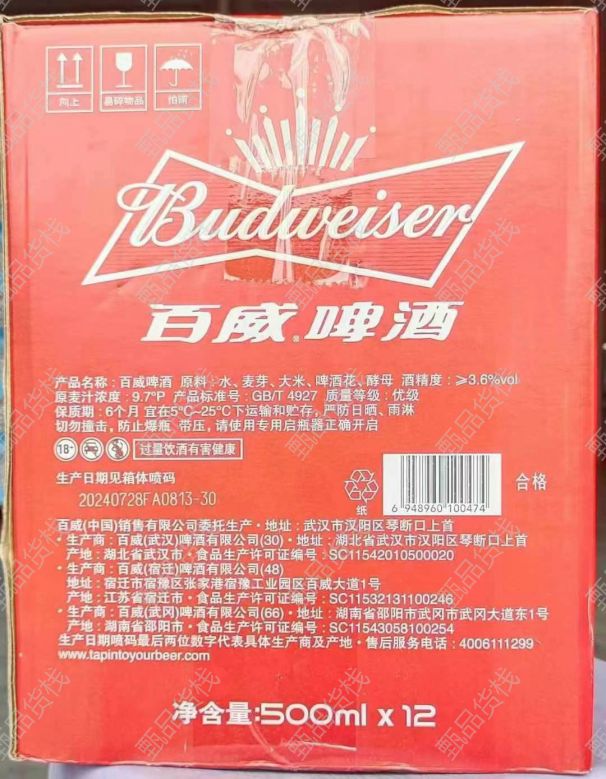 向上 易碎物品 怕晒
Budweiser
百威®啤酒
产品名称：百威啤酒 原料：水、麦芽、大米、啤酒花、酵母 酒精度：≥3.6%vol
原麦汁浓度：9.7°P 产品标准号：GB/T 4927 质量等级：优级
保质期：6个月 宜在5°C~25°C下运输和贮存，严防日晒、雨淋
切勿撞击，防止爆瓶 带压，请使用专用启瓶器正确开启
18+ 过量饮酒有害健康
生产日期见箱体喷码
20240728FA0813-30
纸
6 948960 100474
合格
百威(中国)销售有限公司委托生产·地址：武汉市汉阳区琴断口上首
·生产商：百威(武汉)啤酒有限公司(30)·地址：湖北省武汉市汉阳区琴断口上首
产地：湖北省武汉市·食品生产许可证编号：SC11542010500020
·生产商：百威(宿迁)啤酒有限公司(48)
地址：宿迁市宿豫区张家港宿豫工业园区百威大道1号
产地：江苏省宿迁市·食品生产许可证编号：SC11532131100246
·生产商：百威(武冈)啤酒有限公司(66)·地址：湖南省邵阳市武冈市武冈大道东1号
产地：湖南省邵阳市·食品生产许可证编号：SC11543058100254
生产日期喷码最后两位数字代表具体生产商及产地·售后服务电话：4006111299
www.tapintoyourbeer.com
净含量:500ml x 12
甄品货栈